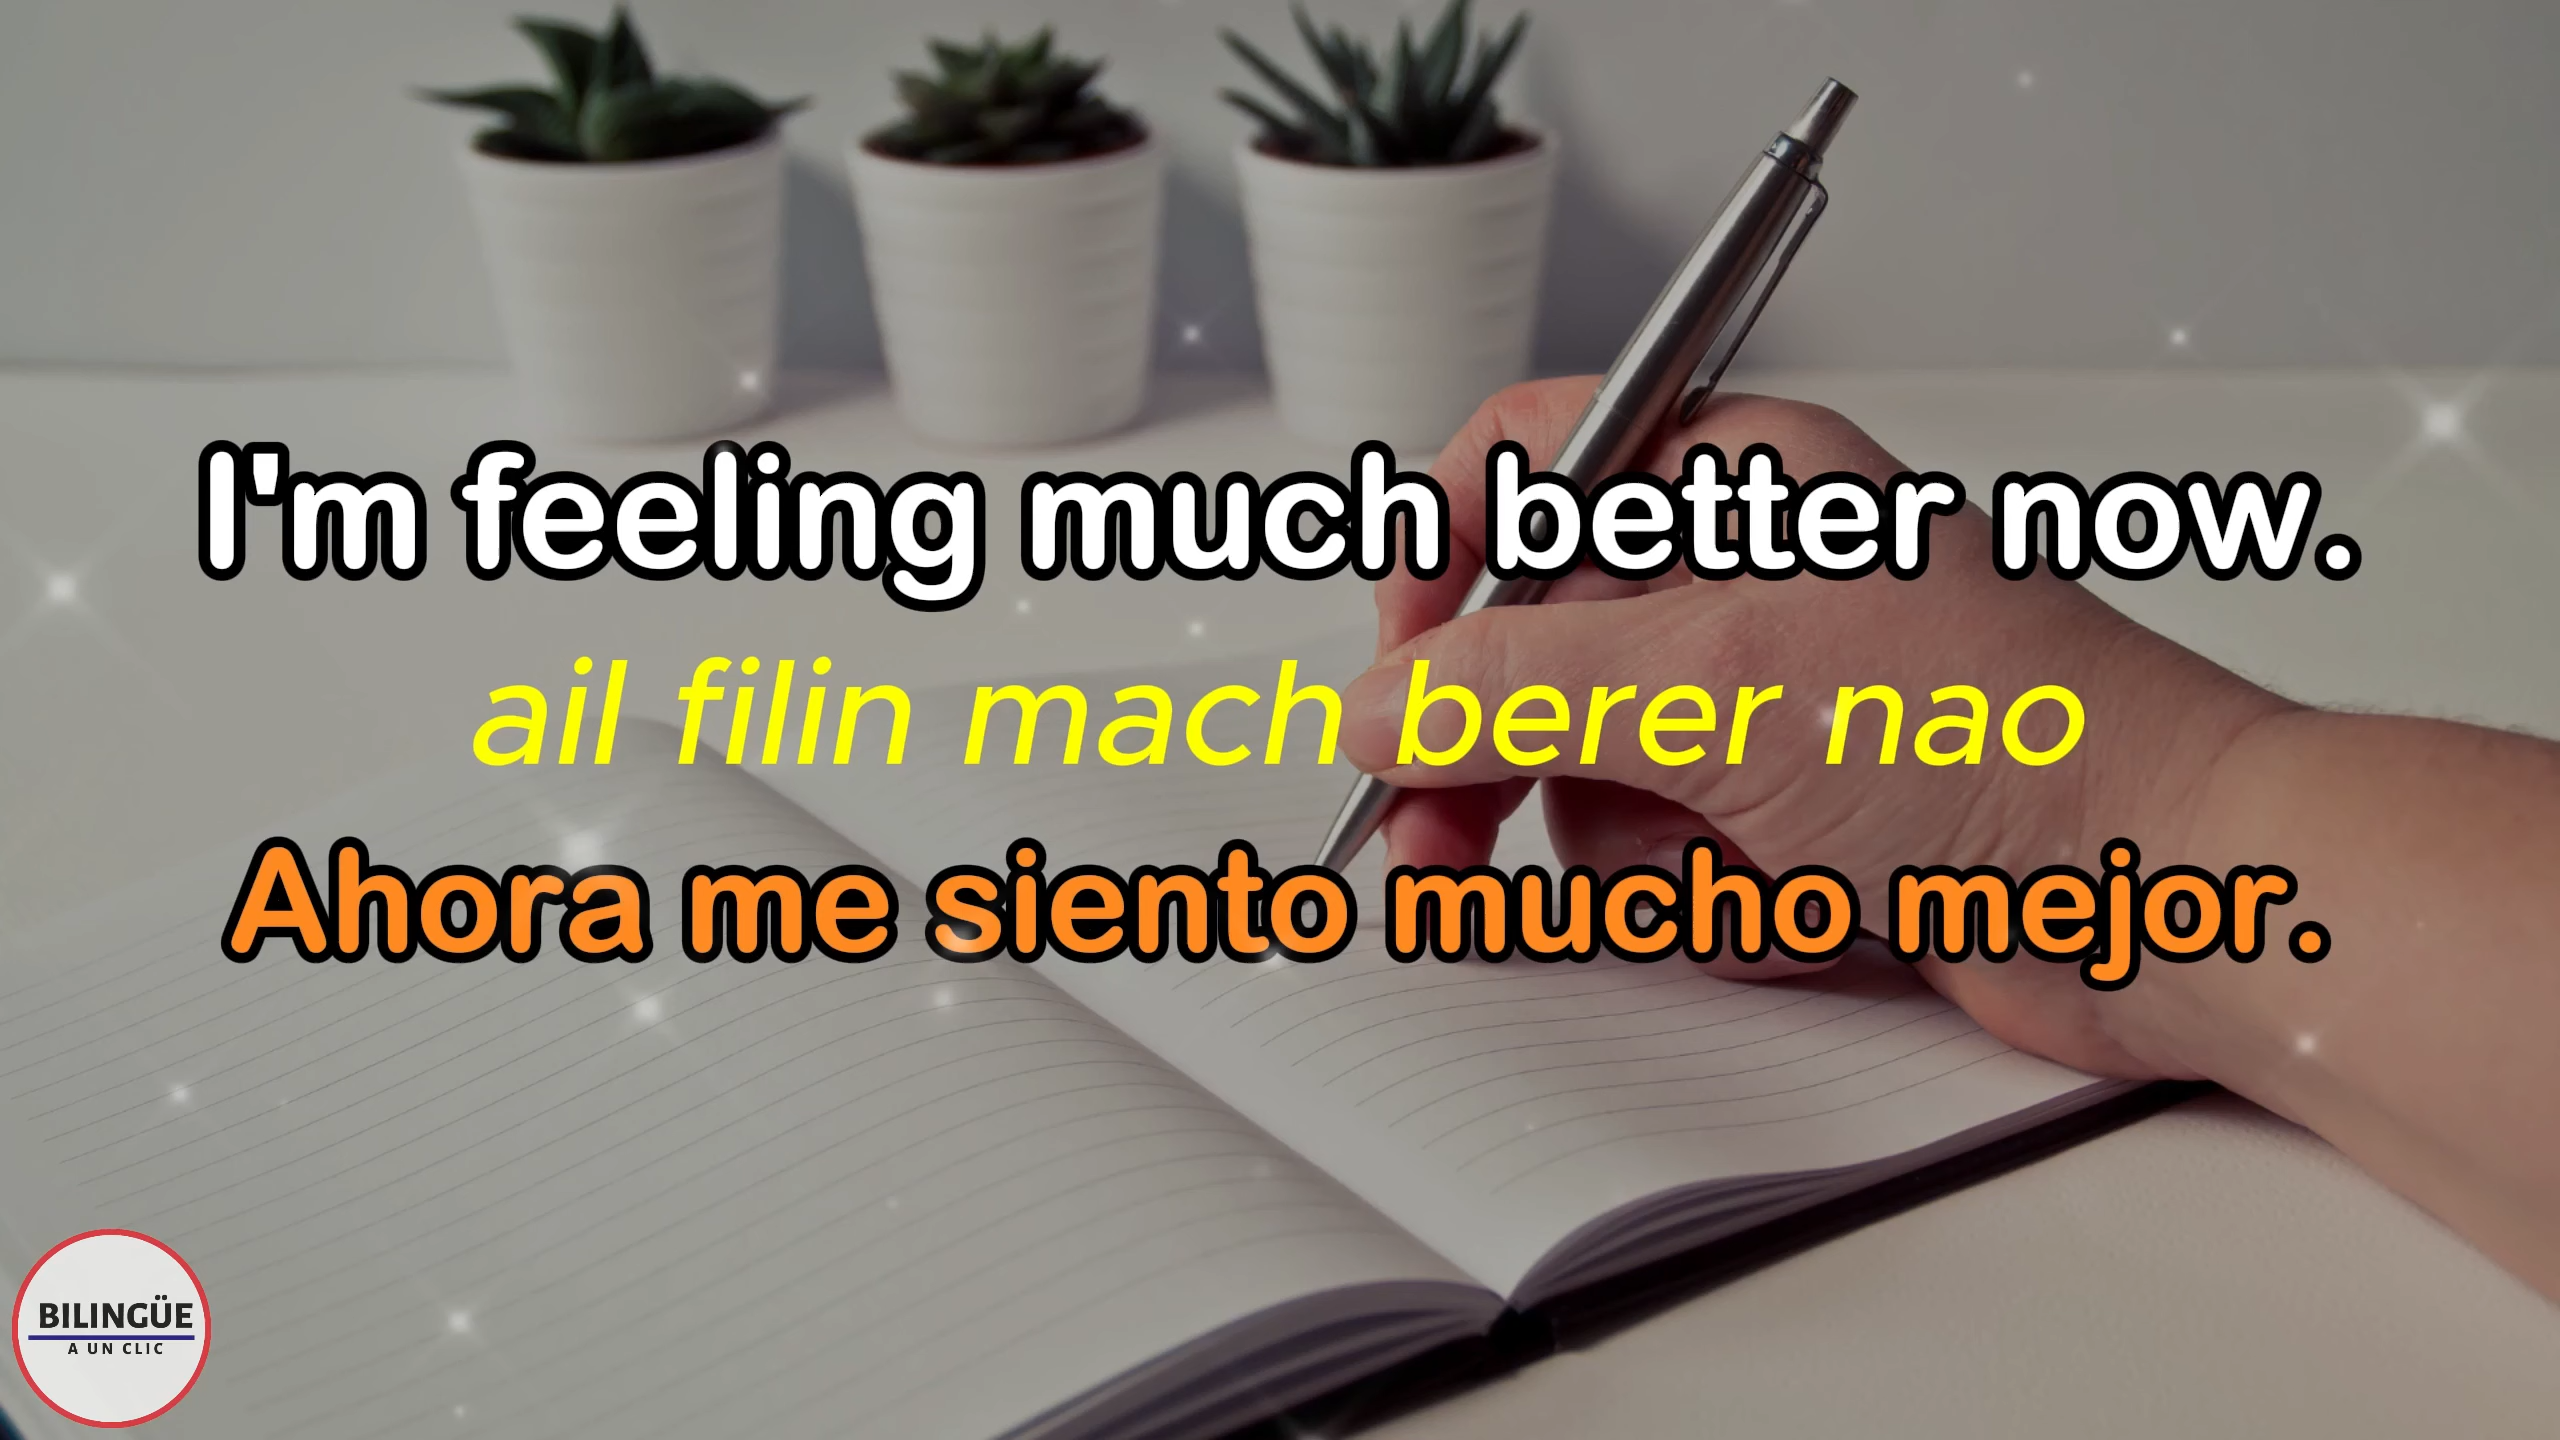 I'm feeling much better now.
ail filin mach berer nao
Ahora me siento mucho mejor.
BILINGÜE
A UN CLIC